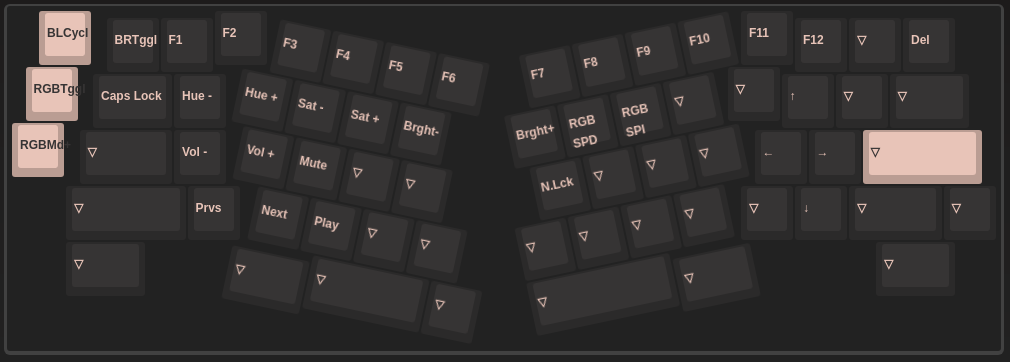 BLCycl BRTggl F1 F2 F3 F4 F5 F6 F7 F8 F9 F10 F11 F12 ▽ Del
RGBTggl Caps Lock Hue - Hue + Sat - Sat + Brght- Brght+ RGB SPD RGB SPI ▽ ▽ ↑ ▽ ▽
RGBMd ▽ Vol - Vol + Mute ▽ ▽ N.Lck ▽ ▽ ▽ ← → ▽
▽ Prvs Next Play ▽ ▽ ▽ ▽ ▽ ▽ ▽ ↓ ▽ ▽
▽ ▽ ▽ ▽ ▽ ▽ ▽